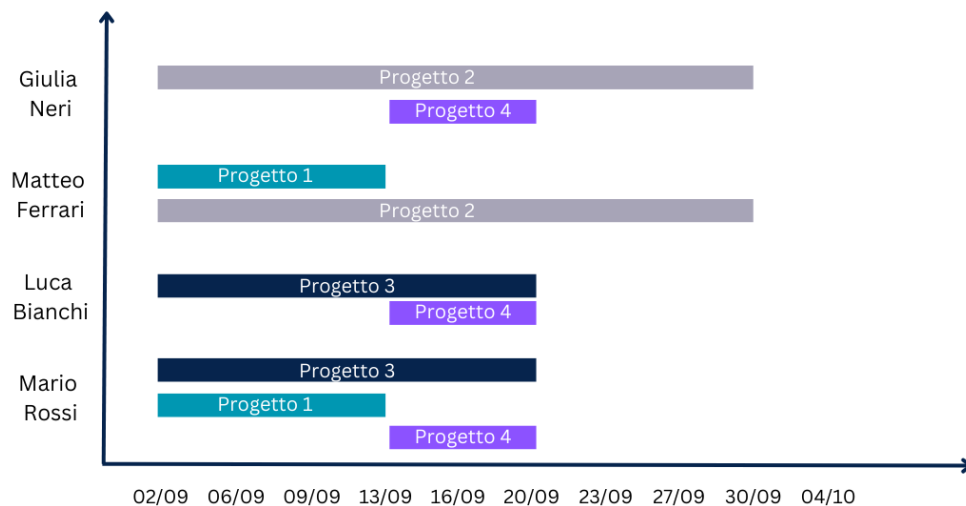 Giulia
Neri
Progetto 2
Progetto 4
Matteo
Ferrari
Progetto 1
Progetto 2
Luca
Bianchi
Progetto 3
Progetto 4
Mario
Rossi
Progetto 3
Progetto 1
Progetto 4
02/09 06/09 09/09 13/09 16/09 20/09 23/09 27/09 30/09 04/10